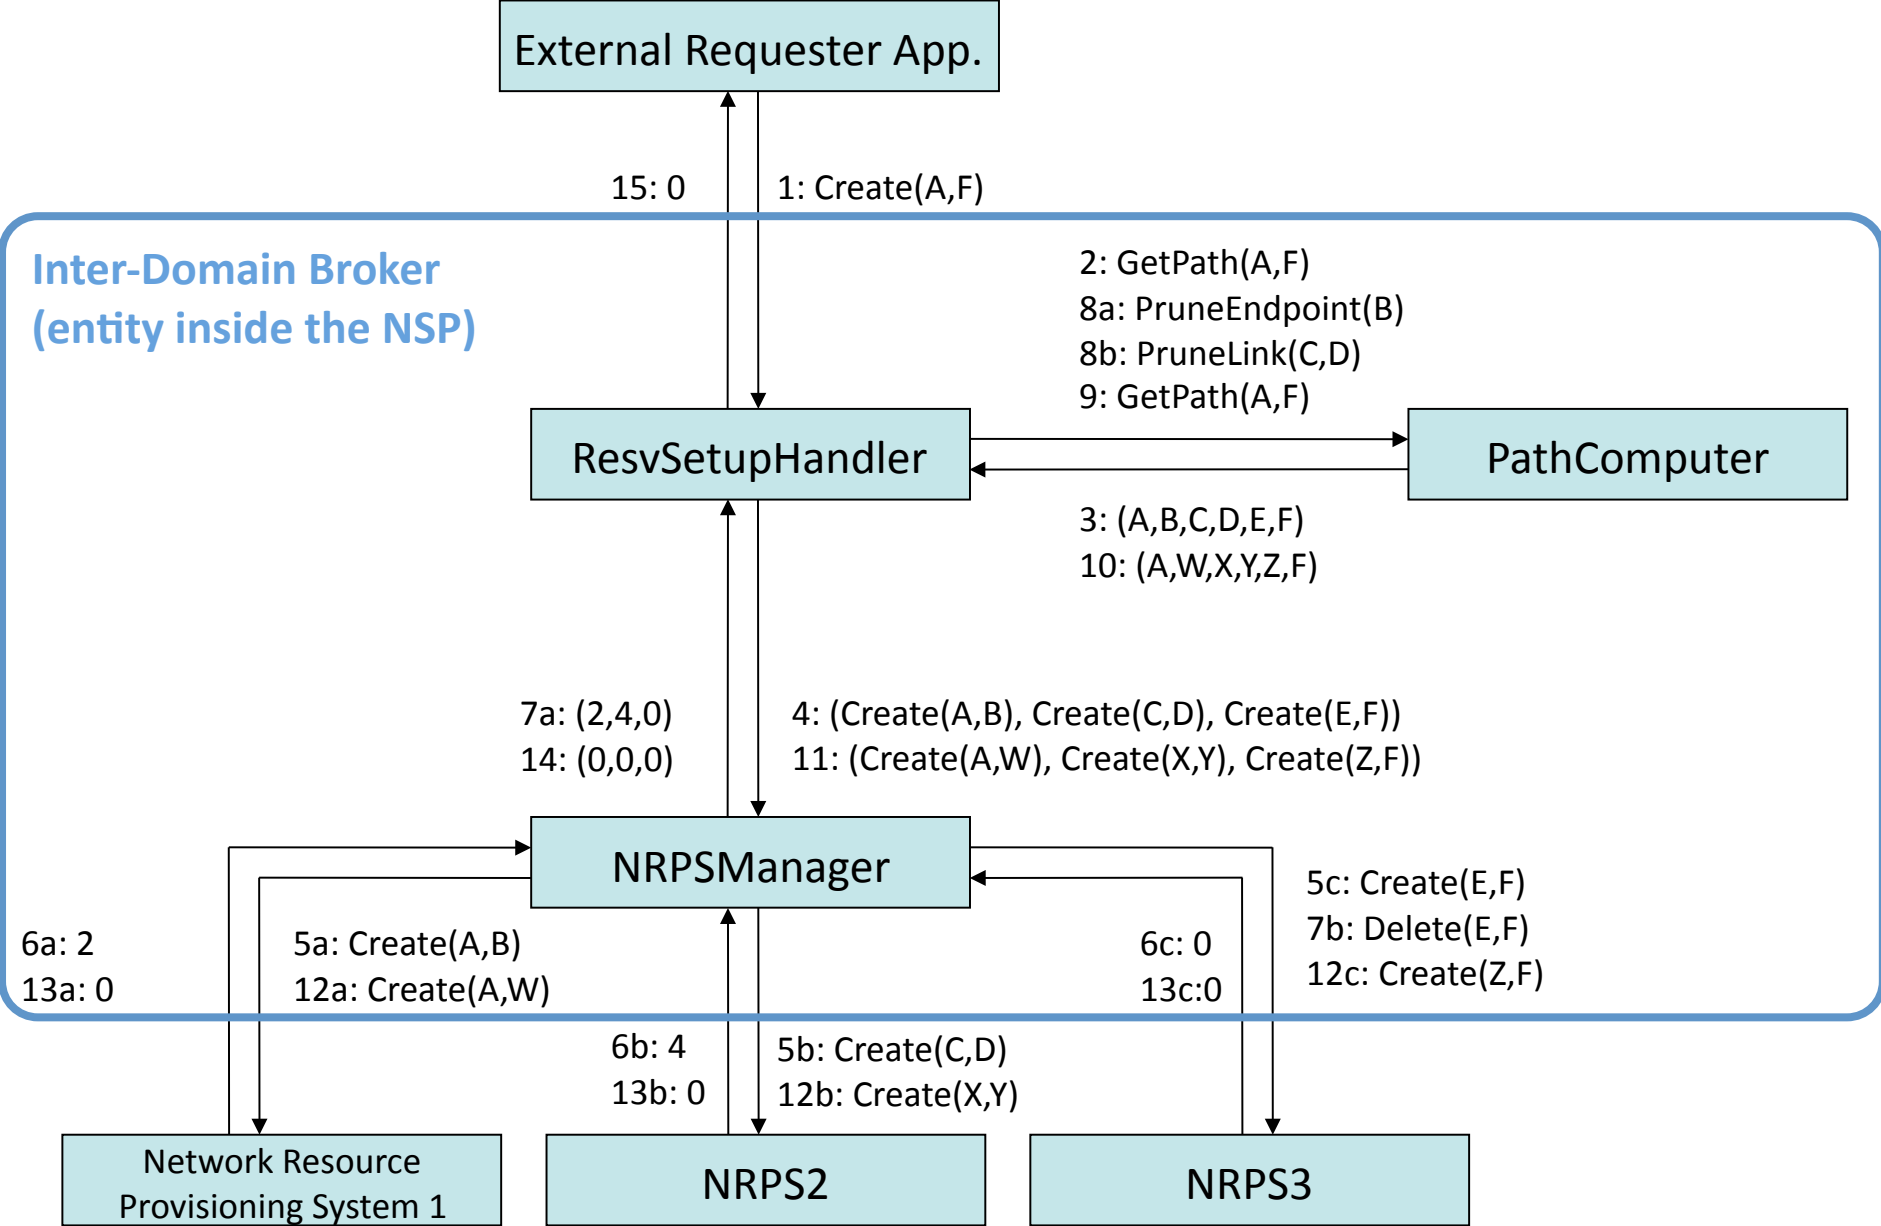 External Requester App.
15: 0
1: Create(A,F)
Inter-Domain Broker
(entity inside the NSP)
2: GetPath(A,F)
8a: PruneEndpoint(B)
8b: PruneLink(C,D)
9: GetPath(A,F)
ResvSetupHandler
PathComputer
3: (A,B,C,D,E,F)
10: (A,W,X,Y,Z,F)
7a: (2,4,0)
14: (0,0,0)
4: (Create(A,B), Create(C,D), Create(E,F))
11: (Create(A,W), Create(X,Y), Create(Z,F))
NRPSManager
6a: 2
13a: 0
5a: Create(A,B)
12a: Create(A,W)
6c: 0
13c:0
5c: Create(E,F)
7b: Delete(E,F)
12c: Create(Z,F)
6b: 4
13b: 0
5b: Create(C,D)
12b: Create(X,Y)
Network Resource
Provisioning System 1
NRPS2
NRPS3